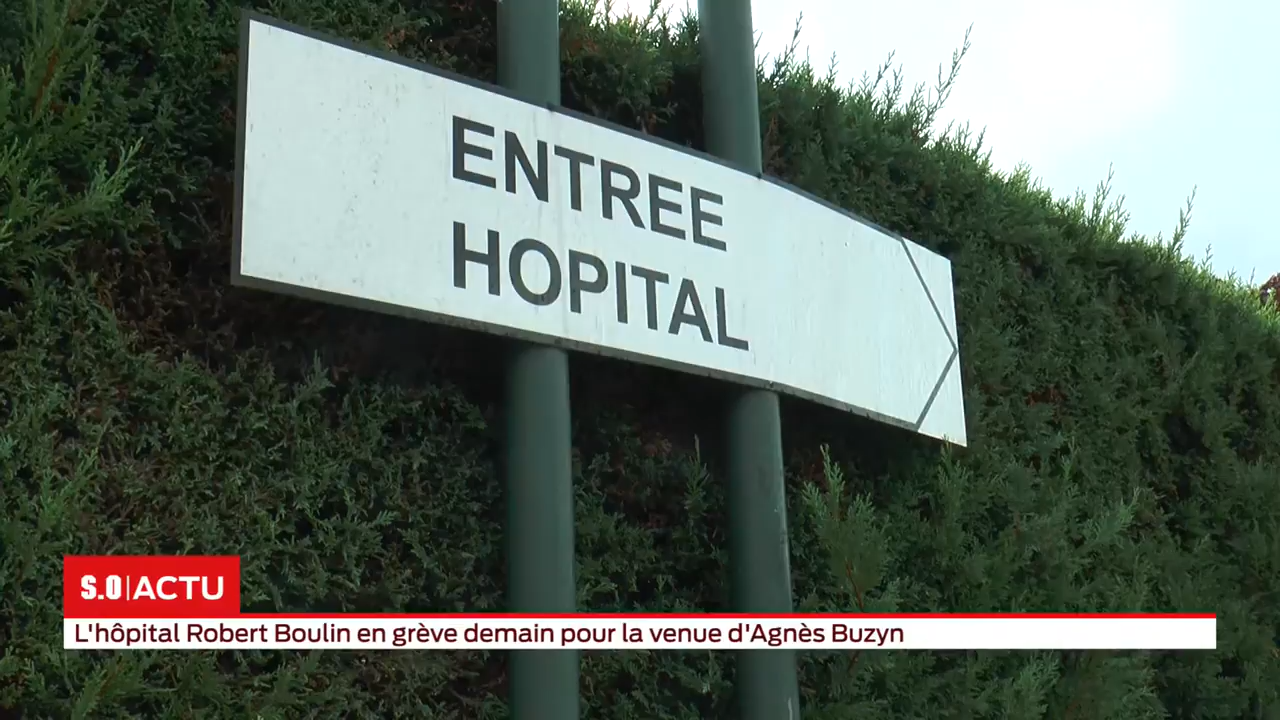 ENTREE
HOPITAL
S.O|ACTU
L'hôpital Robert Boulin en grève demain pour la venue d'Agnès Buzyn